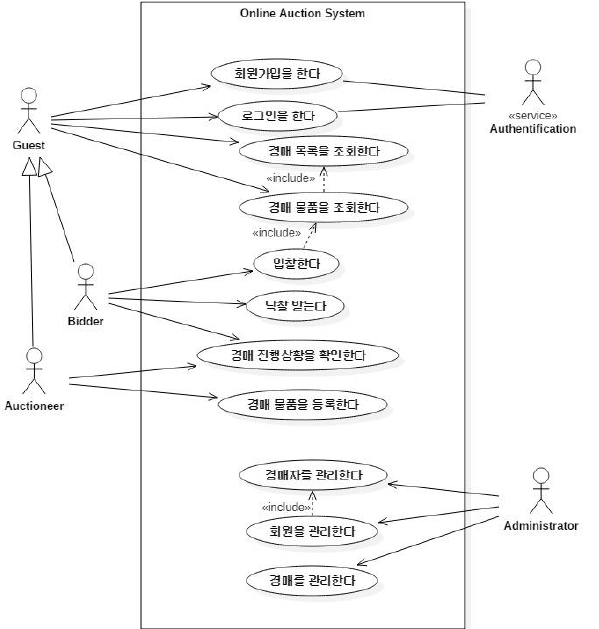 Online Auction System
회원가입을 한다
«service»
Authentification
로그인을 한다
Guest
경매 목록을 조회한다
«include»
경매 물품을 조회한다
«include»
입찰한다
Bidder
낙찰 받는다
경매 진행상황을 확인한다
Auctioneer
경매 물품을 등록한다
경매자를 관리한다
«include»
회원을 관리한다
Administrator
경매를 관리한다